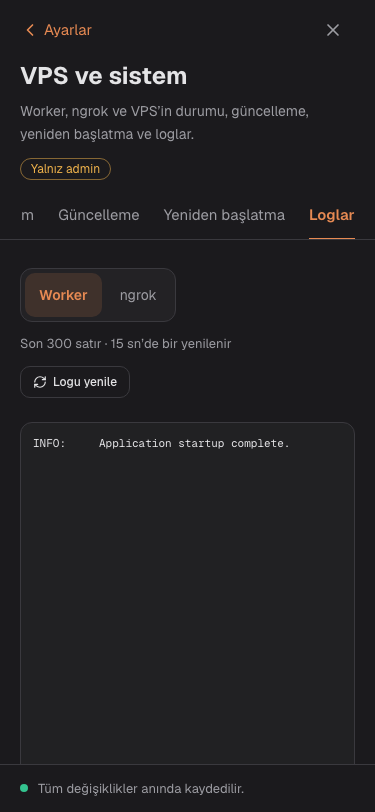 Ayarlar
VPS ve sistem
Worker, ngrok ve VPS'in durumu, güncelleme,
yeniden başlatma ve loglar.
Yalnız admin
m Güncelleme Yeniden başlatma Loglar
Worker ngrok
Son 300 satır · 15 sn'de bir yenilenir
Logu yenile
INFO:     Application startup complete.
Tüm değişiklikler anında kaydedilir.